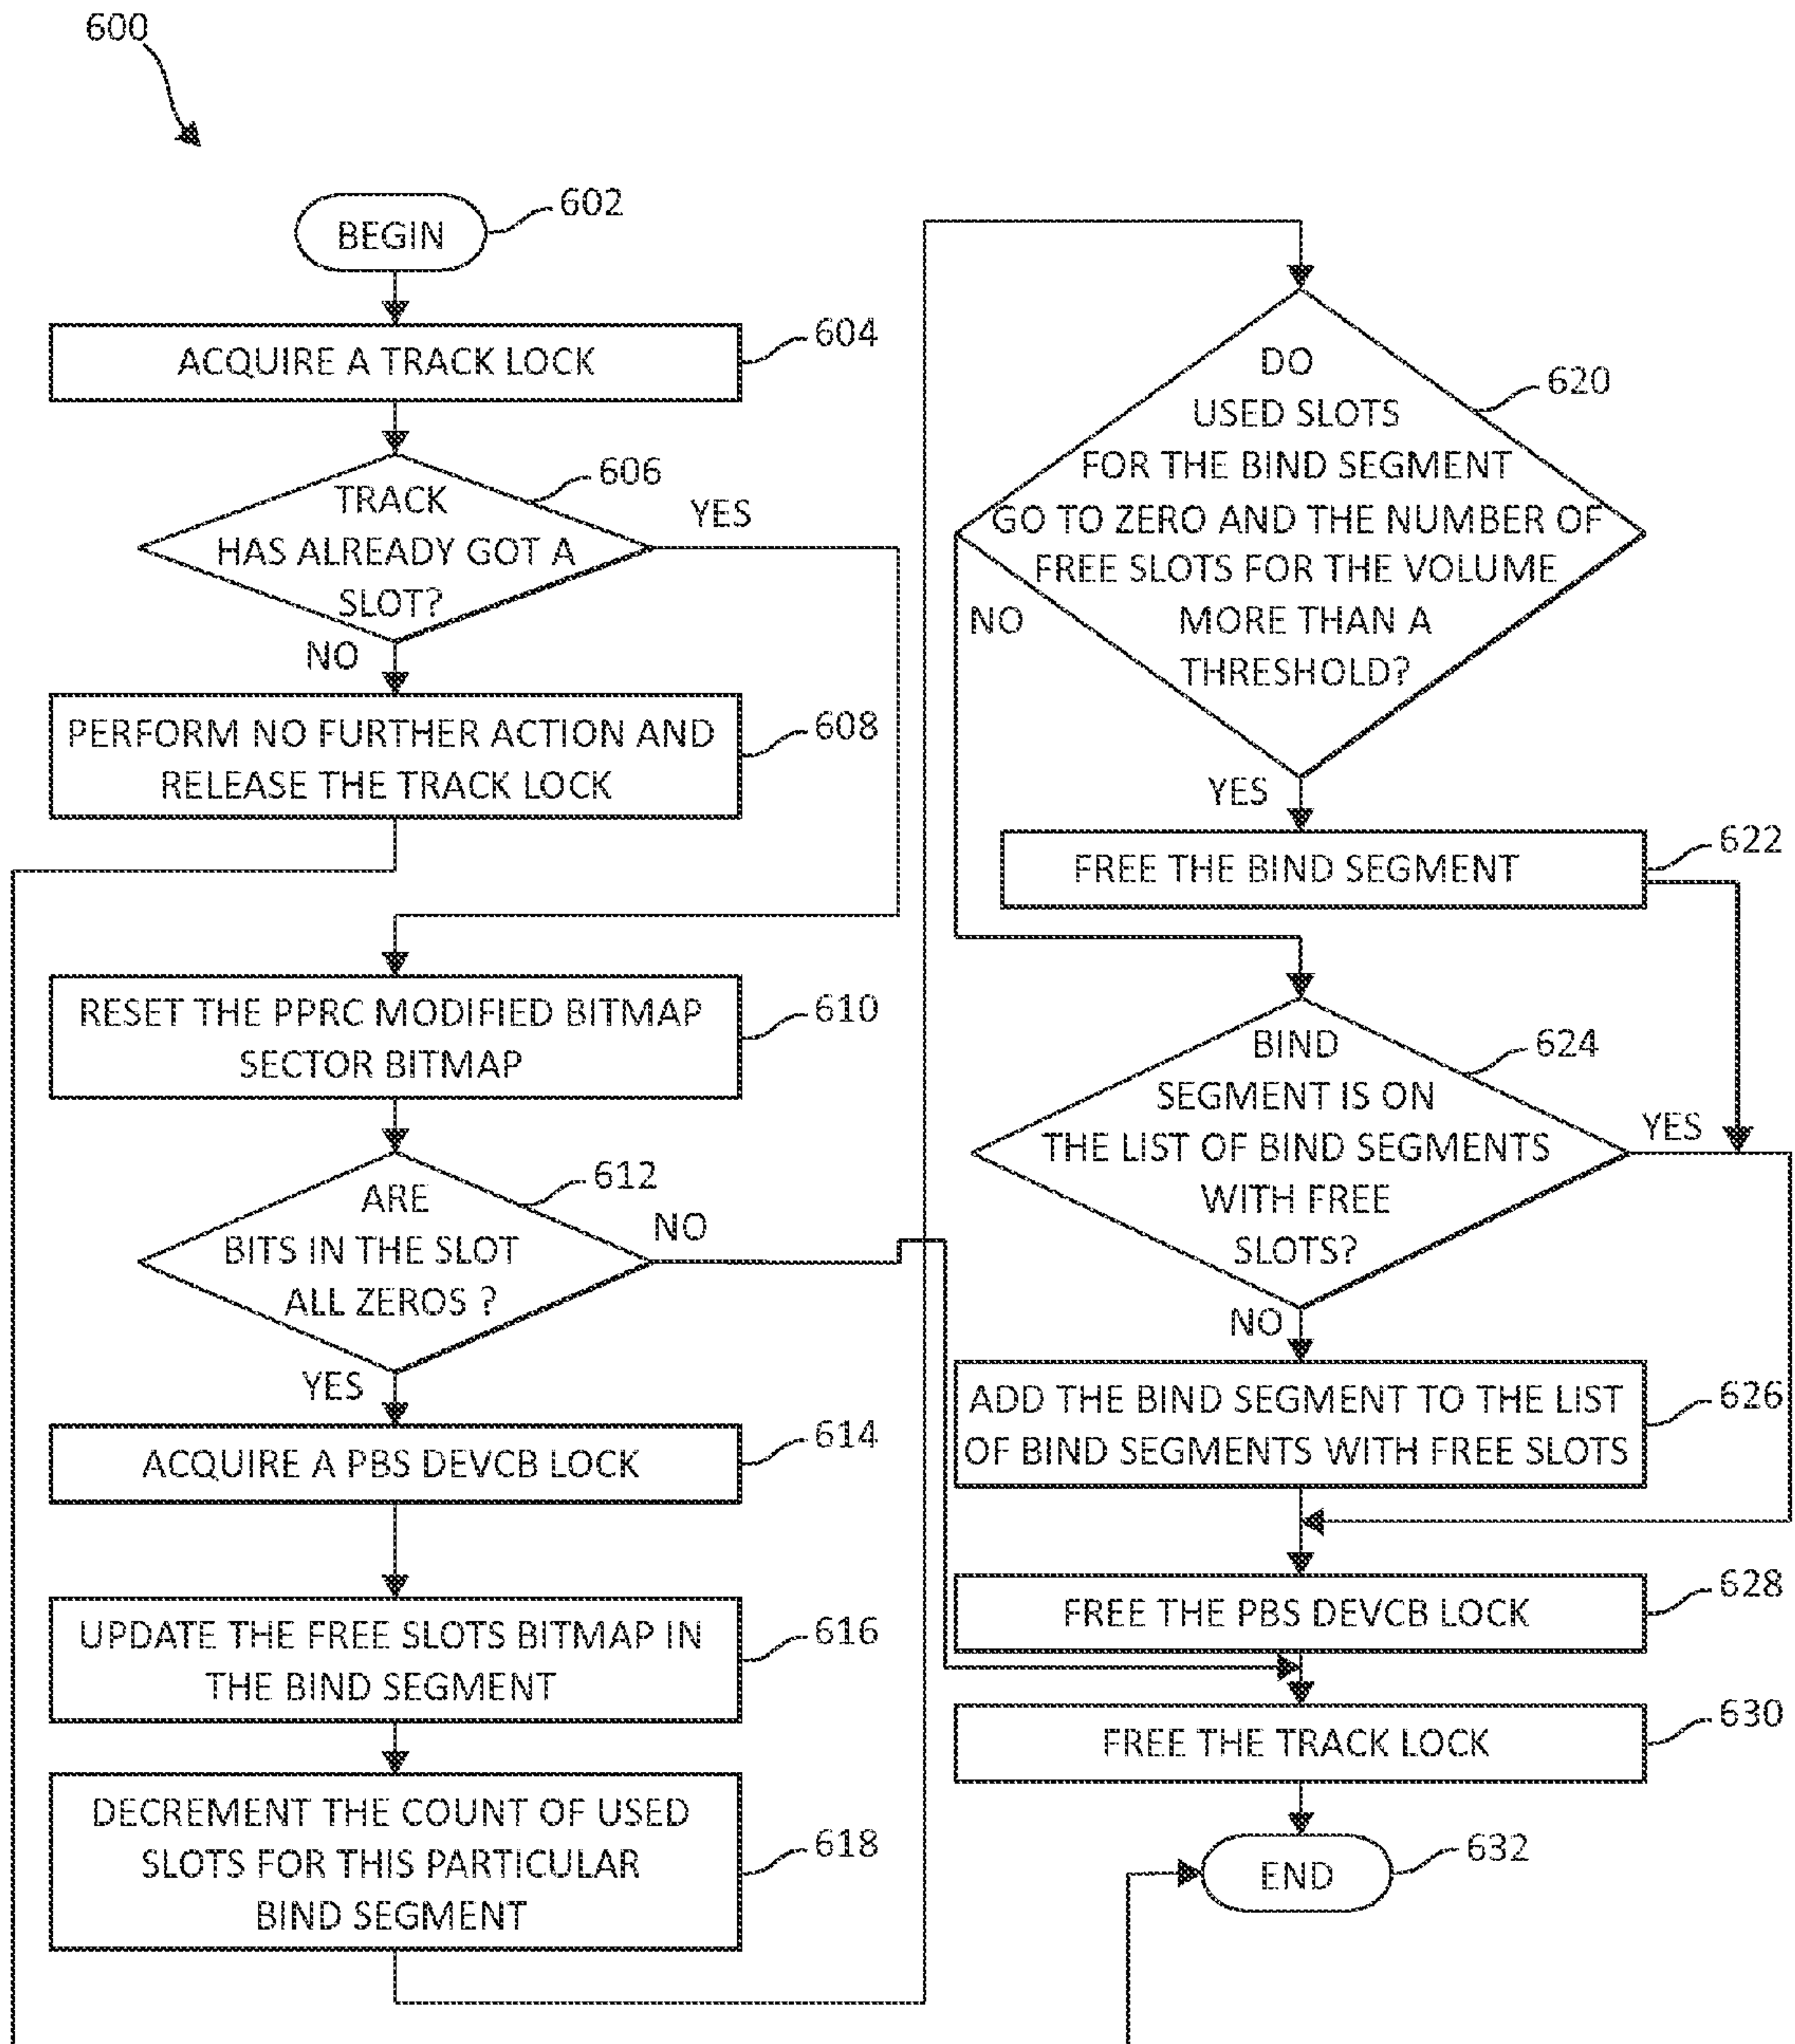 600
BEGIN
602
ACQUIRE A TRACK LOCK
604
TRACK
HAS ALREADY GOT A
SLOT?
606
YES
NO
PERFORM NO FURTHER ACTION AND
RELEASE THE TRACK LOCK
608
RESET THE PPRC MODIFIED BITMAP
SECTOR BITMAP
610
ARE
BITS IN THE SLOT
ALL ZEROS ?
612
NO
YES
ACQUIRE A PBS DEVCB LOCK
614
UPDATE THE FREE SLOTS BITMAP IN
THE BIND SEGMENT
616
DECREMENT THE COUNT OF USED
SLOTS FOR THIS PARTICULAR
BIND SEGMENT
618
DO
USED SLOTS
FOR THE BIND SEGMENT
GO TO ZERO AND THE NUMBER OF
FREE SLOTS FOR THE VOLUME
MORE THAN A
THRESHOLD?
620
NO
YES
FREE THE BIND SEGMENT
622
BIND
SEGMENT IS ON
THE LIST OF BIND SEGMENTS
WITH FREE
SLOTS?
624
YES
NO
ADD THE BIND SEGMENT TO THE LIST
OF BIND SEGMENTS WITH FREE SLOTS
626
FREE THE PBS DEVCB LOCK
628
FREE THE TRACK LOCK
630
END
632